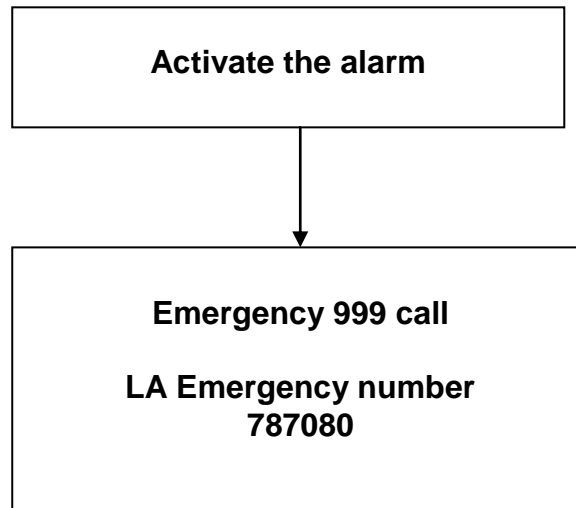 Activate the alarm
Emergency 999 call
LA Emergency number
787080